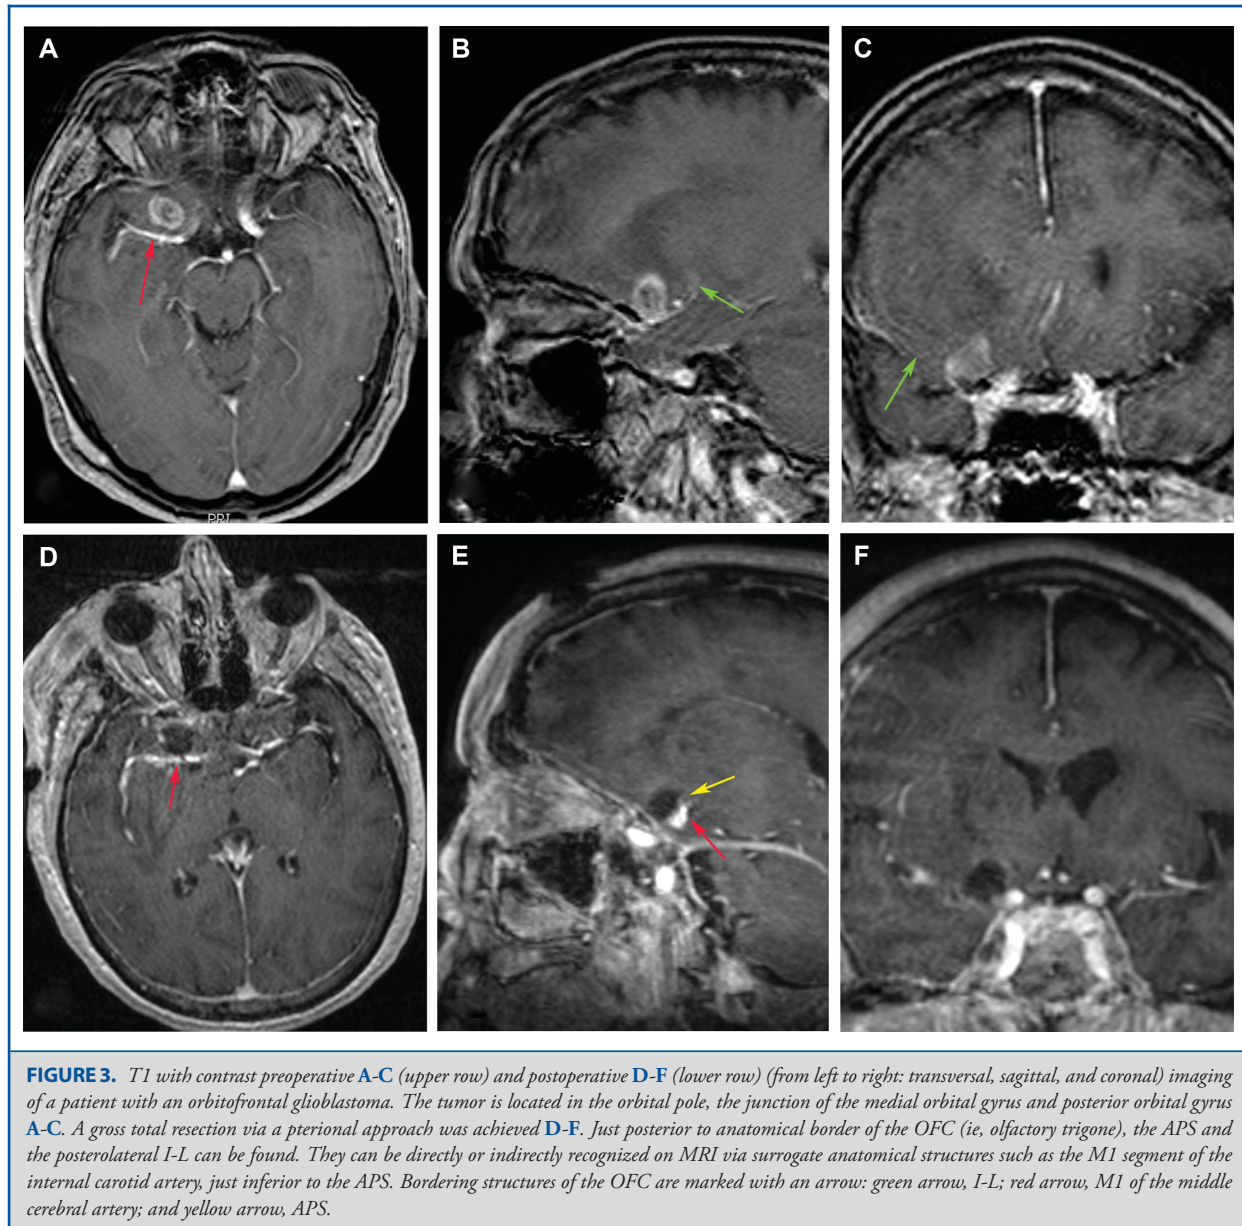 A
B
C
PRI
D
E
F
FIGURE 3. T1 with contrast preoperative A-C (upper row) and postoperative D-F (lower row) (from left to right: transversal, sagittal, and coronal) imaging
of a patient with an orbitofrontal glioblastoma. The tumor is located in the orbital pole, the junction of the medial orbital gyrus and posterior orbital gyrus
A-C. A gross total resection via a pterional approach was achieved D-F. Just posterior to anatomical border of the OFC (ie, olfactory trigone), the APS and
the posterolateral I-L can be found. They can be directly or indirectly recognized on MRI via surrogate anatomical structures such as the M1 segment of the
internal carotid artery, just inferior to the APS. Bordering structures of the OFC are marked with an arrow: green arrow, I-L; red arrow, M1 of the middle
cerebral artery; and yellow arrow, APS.